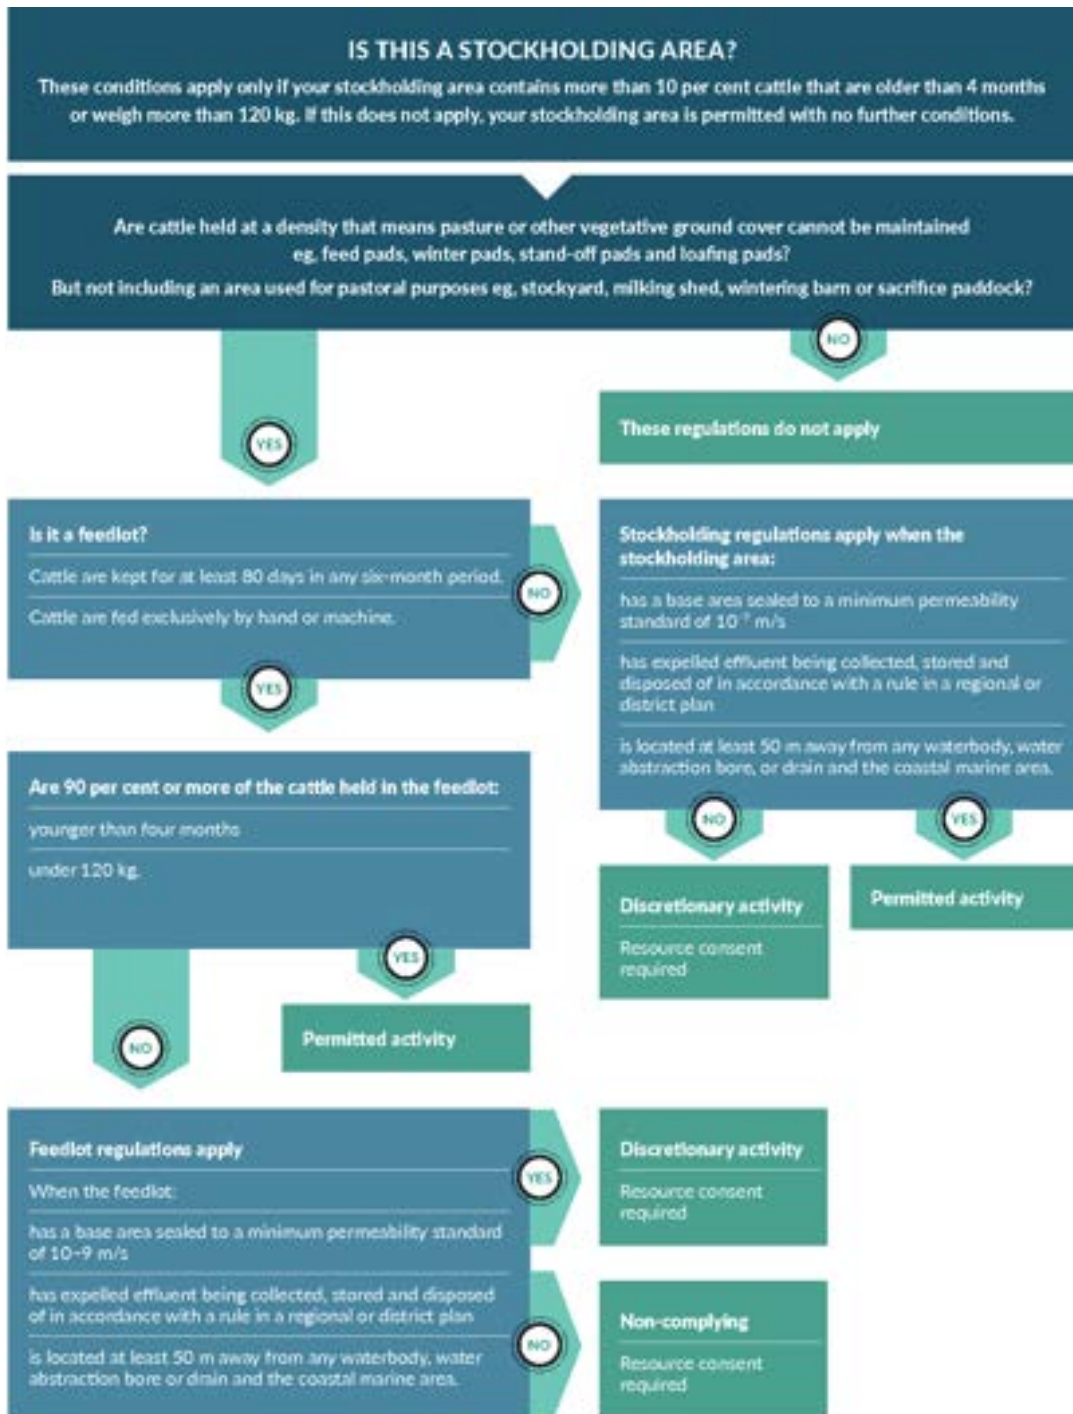 IS THIS A STOCKHOLDING AREA?
These conditions apply only if your stockholding area contains more than 10 per cent cattle that are older than 4 months
or weigh more than 120 kg. If this does not apply, your stockholding area is permitted with no further conditions.
Are cattle held at a density that means pasture or other vegetative ground cover cannot be maintained
eg, feed pads, winter pads, stand-off pads and loafing pads?
But not including an area used for pastoral purposes eg, stockyard, milking shed, wintering barn or sacrifice paddock?
NO
These regulations do not apply
YES
Is it a feedlot?
Cattle are kept for at least 80 days in any six-month period.
Cattle are fed exclusively by hand or machine.
NO
Stockholding regulations apply when the
stockholding area:
has a base area sealed to a minimum permeability
standard of 10⁻⁹ m/s
has expelled effluent being collected, stored and
disposed of in accordance with a rule in a regional or
district plan
is located at least 50 m away from any waterbody, water
abstraction bore, or drain and the coastal marine area.
NO
Discretionary activity
Resource consent
required
YES
Permitted activity
YES
Are 90 per cent or more of the cattle held in the feedlot:
younger than four months
under 120 kg.
YES
Permitted activity
NO
Feedlot regulations apply
When the feedlot:
has a base area sealed to a minimum permeability standard
of 10–9 m/s
has expelled effluent being collected, stored and disposed
of in accordance with a rule in a regional or district plan
is located at least 50 m away from any waterbody, water
abstraction bore or drain and the coastal marine area.
YES
Discretionary activity
Resource consent
required
NO
Non-complying
Resource consent
required